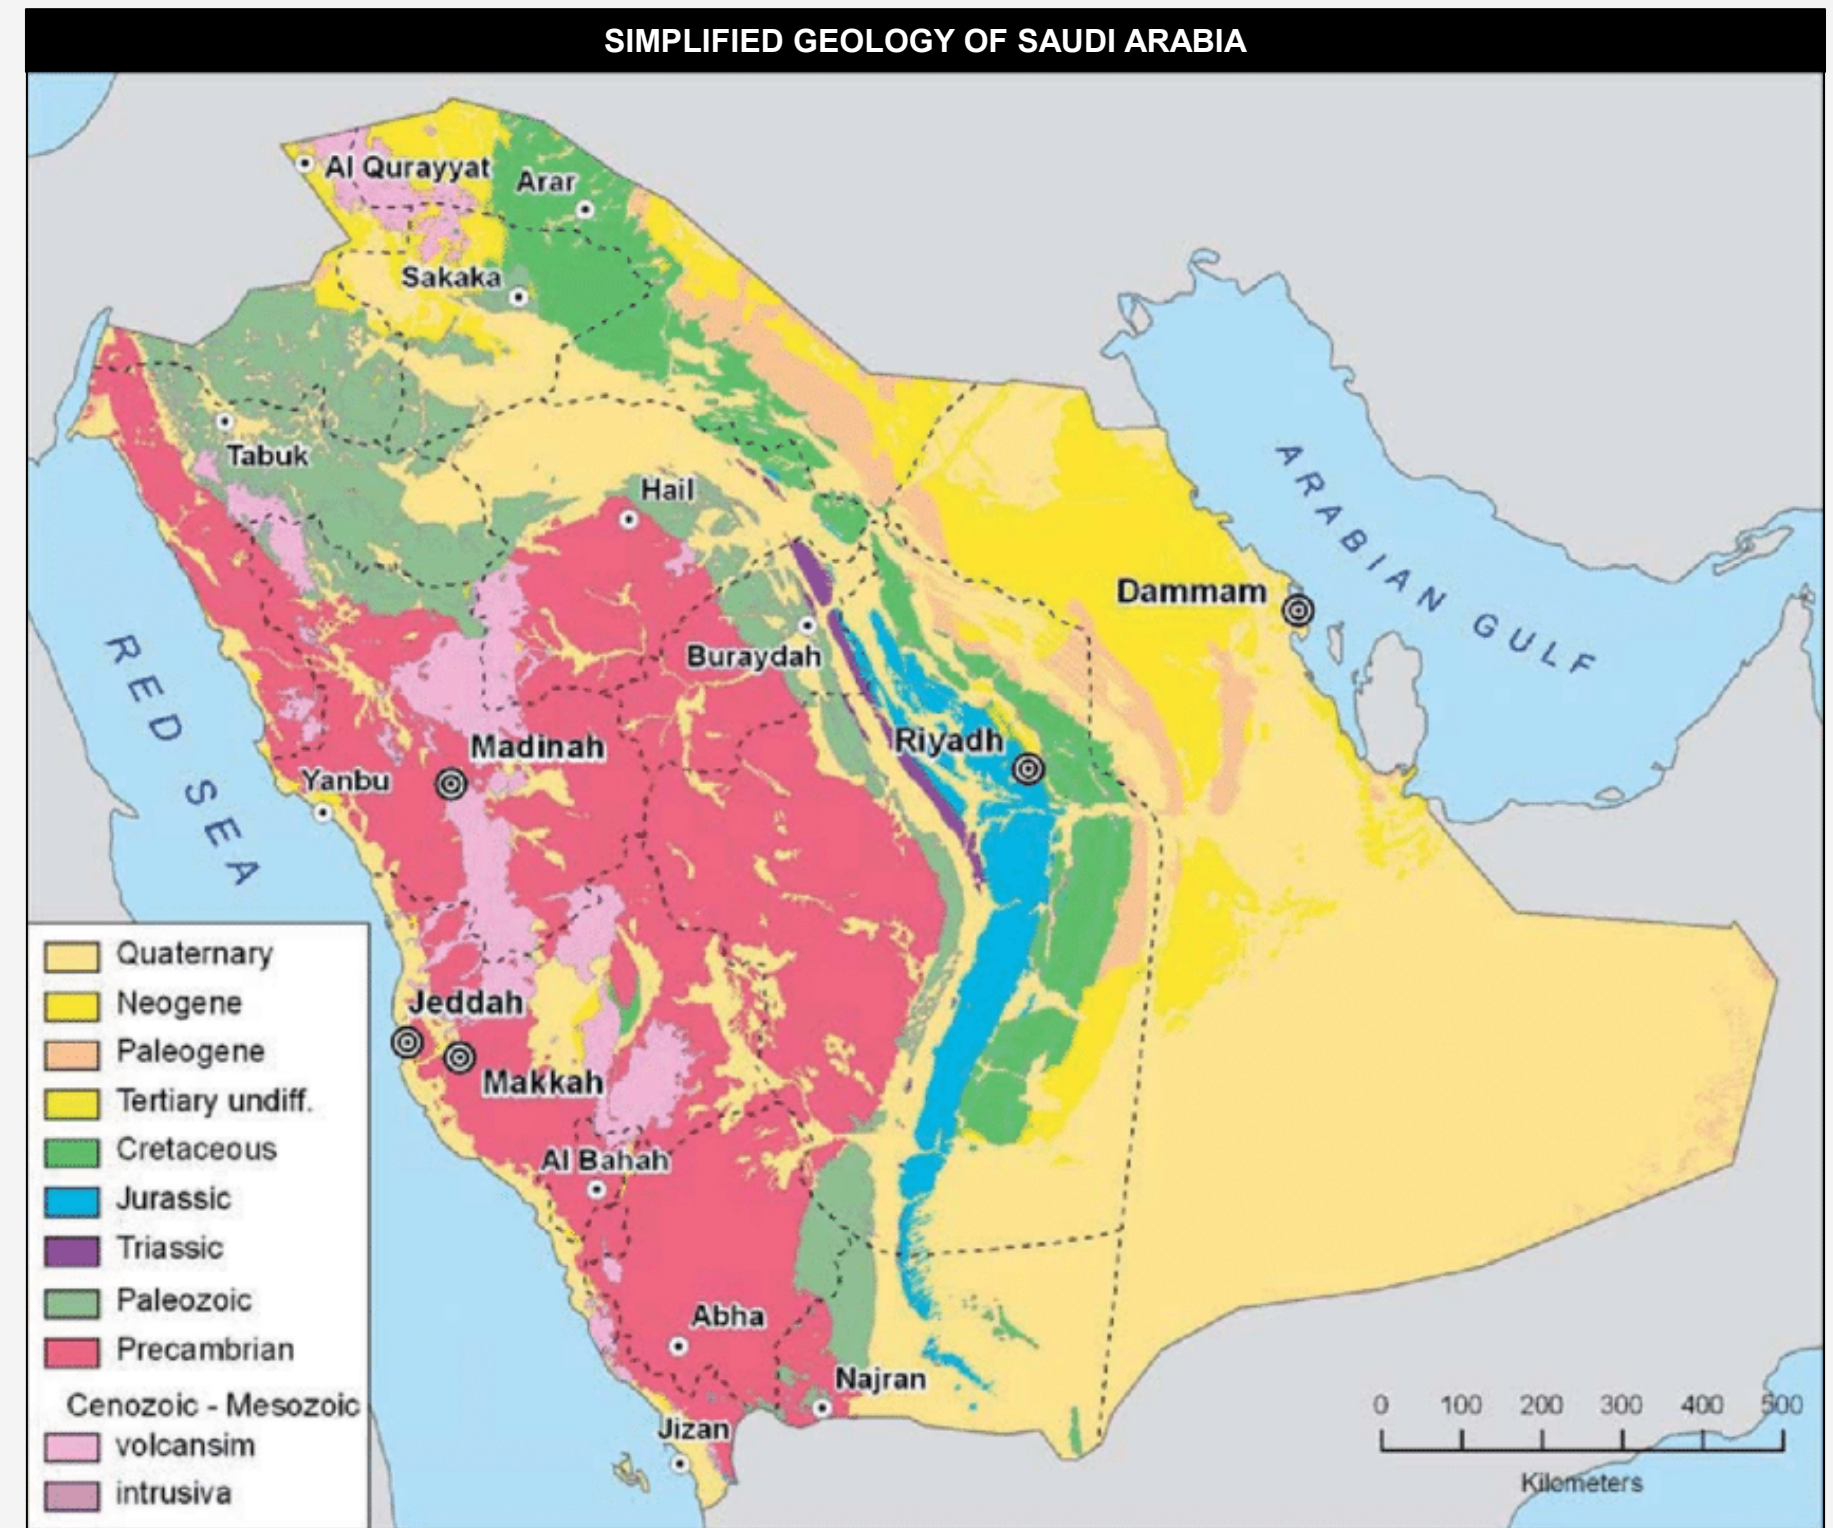 SIMPLIFIED GEOLOGY OF SAUDI ARABIA
Al Qurayyat
Arar
Sakaka
Tabuk
Hail
ARABIAN GULF
Dammam
Buraydah
RED SEA
Riyadh
Madinah
Yanbu
Jeddah
Makkah
Al Bahah
Abha
Najran
Jizan
Quaternary
Neogene
Paleogene
Tertiary undiff.
Cretaceous
Jurassic
Triassic
Paleozoic
Precambrian
Cenozoic - Mesozoic
volcansim
intrusiva
0 100 200 300 400 500
Kilometers